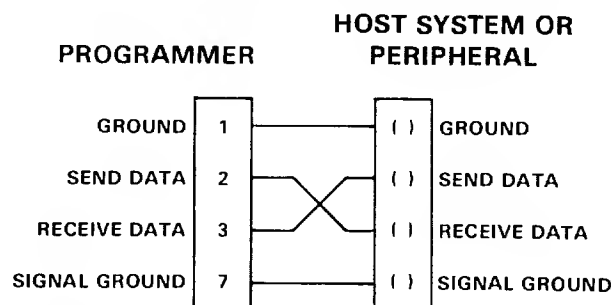 HOST SYSTEM OR
PROGRAMMER PERIPHERAL
GROUND 1 ( ) GROUND
SEND DATA 2 ( ) SEND DATA
RECEIVE DATA 3 ( ) RECEIVE DATA
SIGNAL GROUND 7 ( ) SIGNAL GROUND